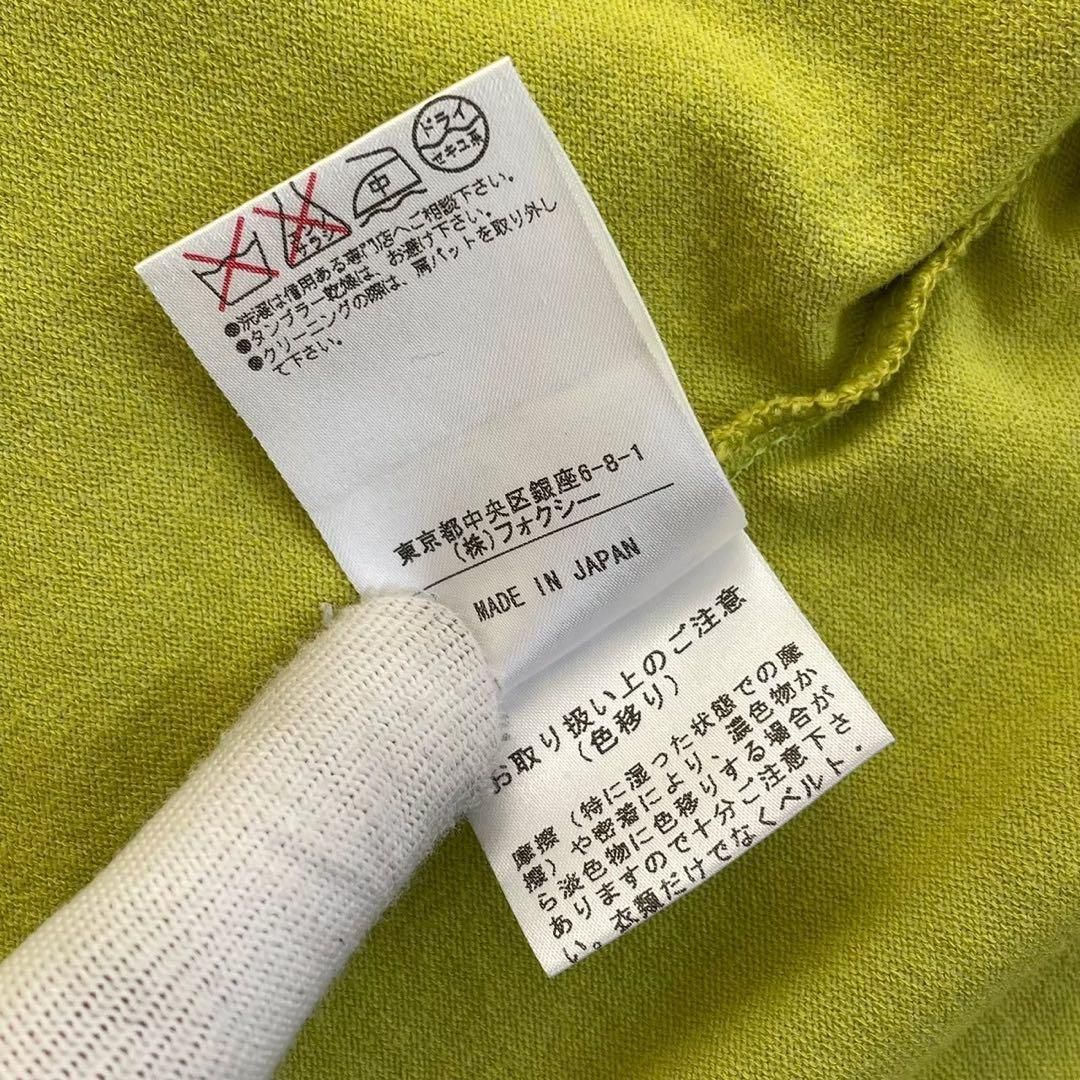 ドライ
セキユ系
中
サラシ
●洗濯は信用ある専門店へご相談下さい。
●タンブラー乾燥は、お避け下さい。
●クリーニングの際は、肩パットを取り外し
て下さい。
東京都中央区銀座6-8-1
(株)フォクシー
MADE IN JAPAN
お取り扱い上のご注意
(色移り)
摩擦(特に湿った状態での摩
擦)や密着により、濃色物か
ら淡色物に色移りする場合が
ありますので十分ご注意下さ
い。衣類だけでなくベルト、